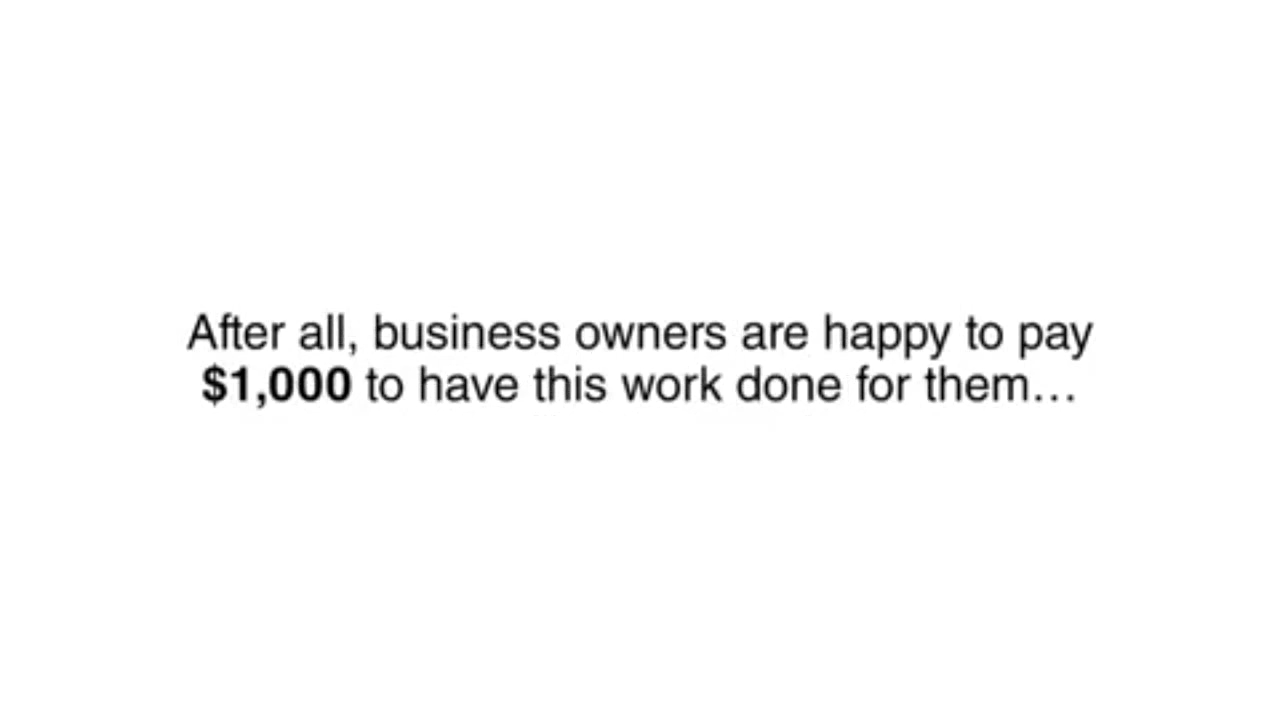 After all, business owners are happy to pay
$1,000 to have this work done for them…